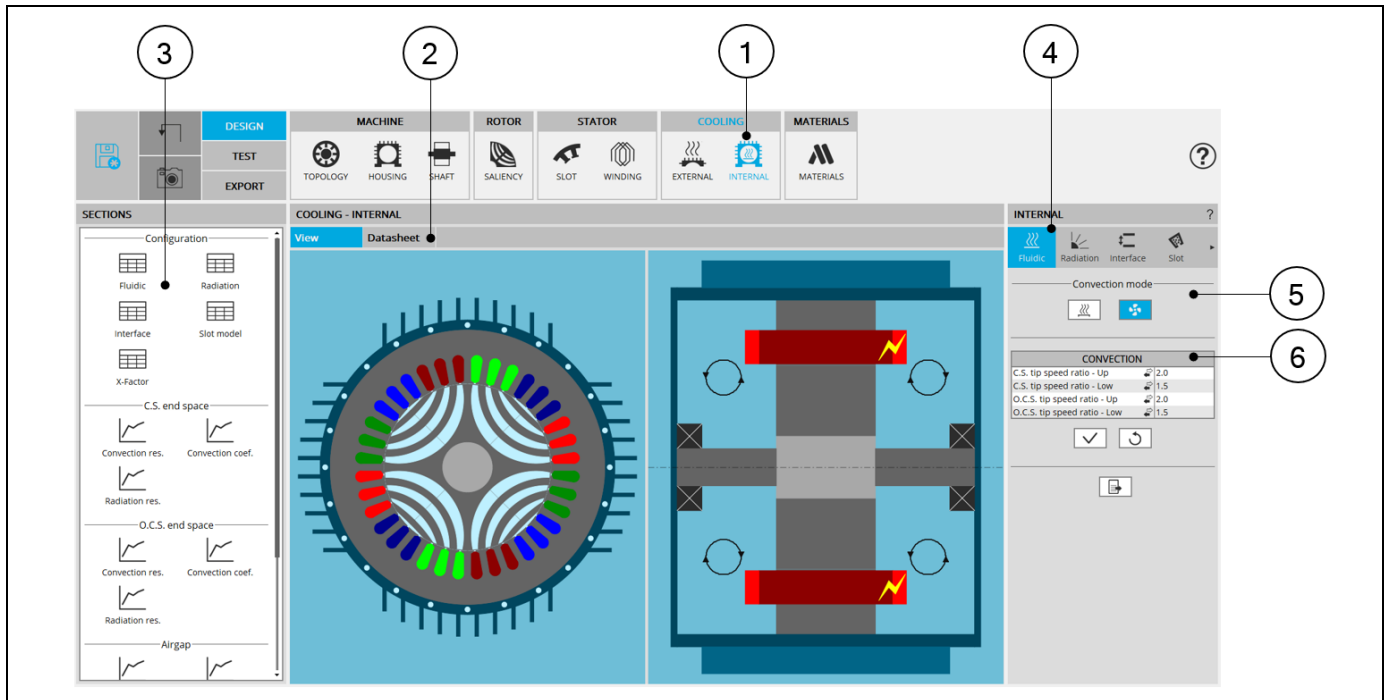 3
2
1
4
DESIGN
TEST
EXPORT
MACHINE
TOPOLOGY HOUSING SHAFT
ROTOR
SALIENCY
STATOR
SLOT WINDING
COOLING
EXTERNAL INTERNAL
MATERIALS
MATERIALS
?
SECTIONS
Configuration
Fluidic Radiation
Interface Slot model
X-Factor
C.S. end space
Convection res. Convection coef.
Radiation res.
O.C.S. end space
Convection res. Convection coef.
Radiation res.
Airgap
COOLING - INTERNAL
View Datasheet
INTERNAL ?
Fluidic Radiation Interface Slot
Convection mode
5
6
CONVECTION
C.S. tip speed ratio - Up 2.0
C.S. tip speed ratio - Low 1.5
O.C.S. tip speed ratio - Up 2.0
O.C.S. tip speed ratio - Low 1.5